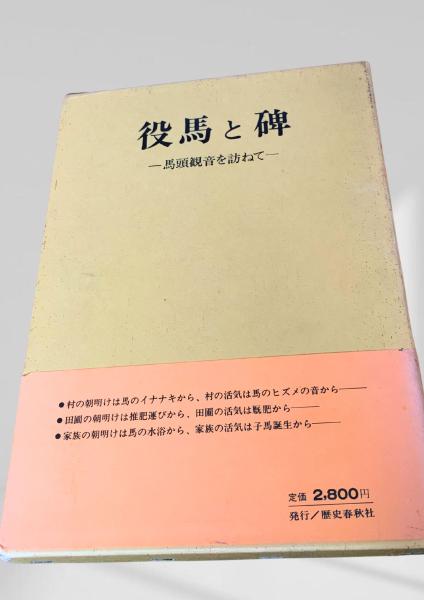 役馬と碑
―馬頭観音を訪ねて―
●村の朝明けは馬のイナナキから、村の活気は馬のヒズメの音から――
●田圃の朝明けは推肥運びから、田圃の活気は厩肥から――
●家族の朝明けは馬の水浴から、家族の活気は子馬誕生から――
定価 2,800円
発行/歴史春秋社